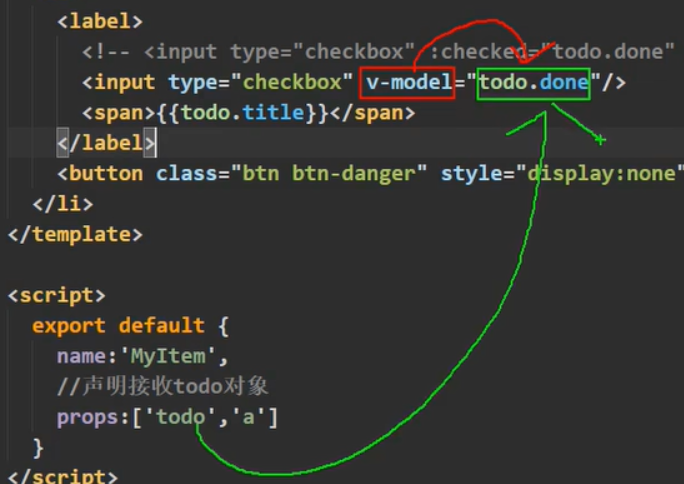 <label>
<!-- <input type="checkbox" :checked="todo.done"
<input type="checkbox" v-model="todo.done"/>
<span>{{todo.title}}</span>
</label>
<button class="btn btn-danger" style="display:none"
</li>
</template>
<script>
export default {
name:'MyItem',
//声明接收todo对象
props:['todo','a']
}
</script>